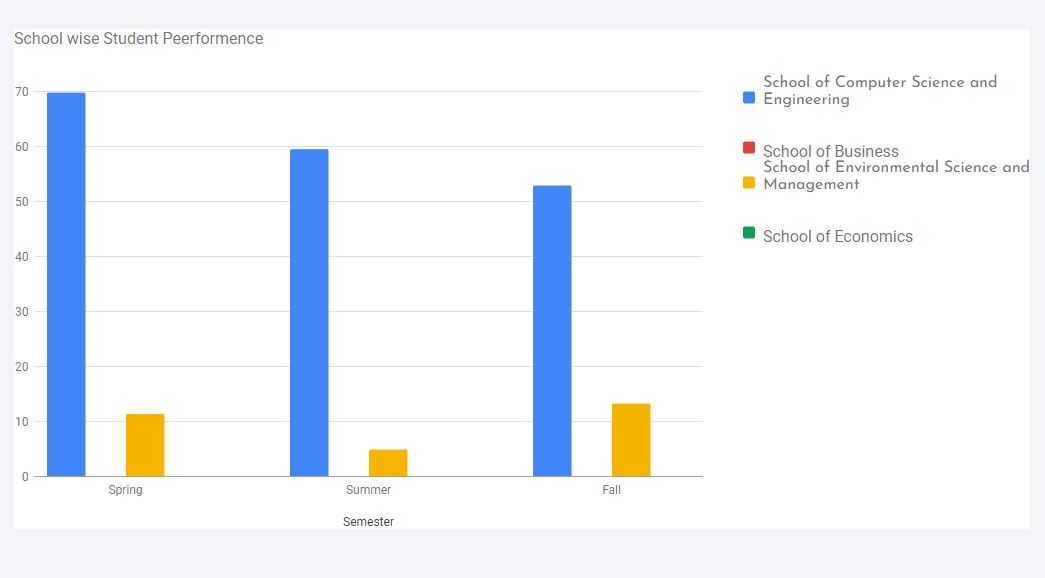 School wise Student Peerformence
70
60
50
40
30
20
10
0
Spring
Summer
Fall
Semester
School of Computer Science and
Engineering
School of Business
School of Environmental Science and
Management
School of Economics